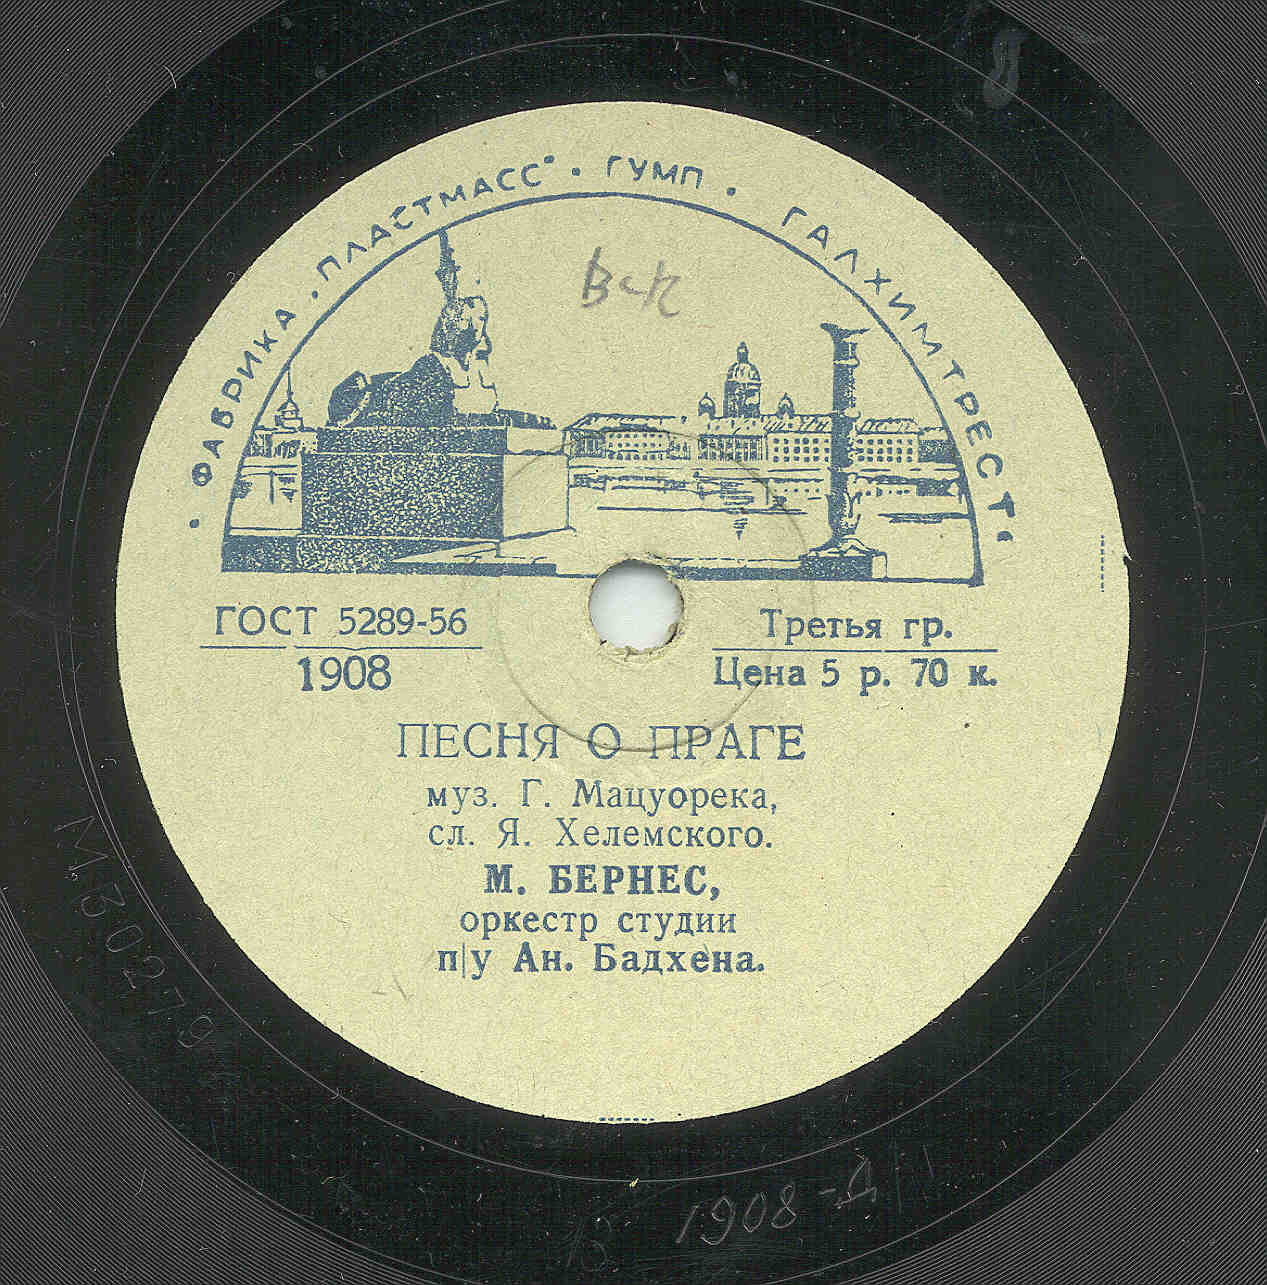 • ФАБРИКА „ПЛАСТМАСС“ • ГУМП • „ГАЛХИМТРЕСТ“
ГОСТ 5289-56
1908
Третья гр.
Цена 5 р. 70 к.
ПЕСНЯ О ПРАГЕ
муз. Г. Мацуорека,
сл. Я. Хелемского.
М. БЕРНЕС,
оркестр студии
п|у Ан. Бадхена.
М30279
1908-Д